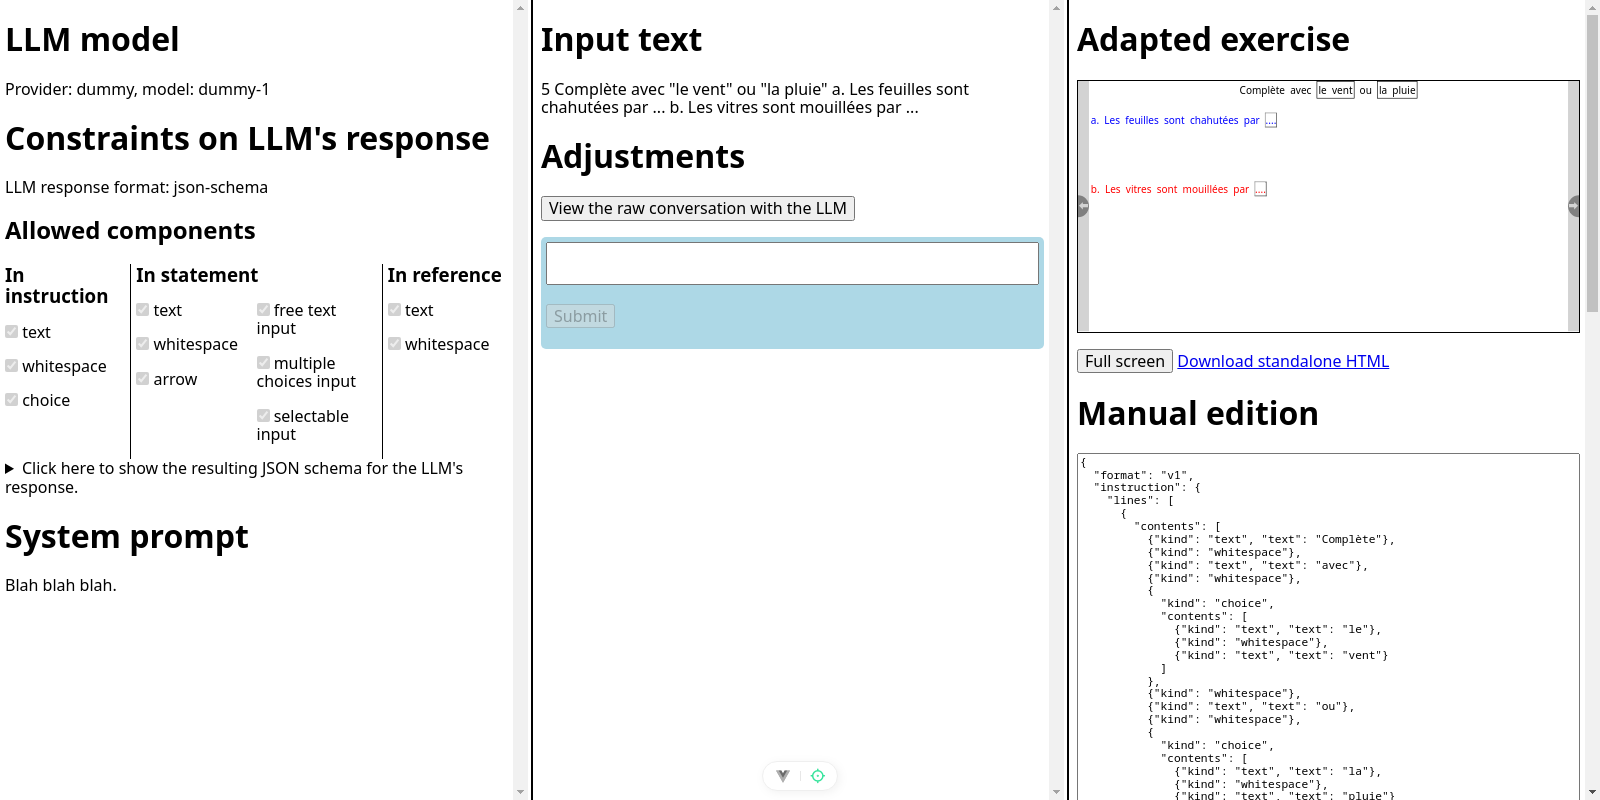 LLM model
Provider: dummy, model: dummy-1
Constraints on LLM's response
LLM response format: json-schema
Allowed components
In
instruction
text
whitespace
choice
In statement
text
whitespace
arrow
free text
input
multiple
choices input
selectable
input
In reference
text
whitespace
Click here to show the resulting JSON schema for the LLM's
response.
System prompt
Blah blah blah.
Input text
5 Complète avec "le vent" ou "la pluie" a. Les feuilles sont
chahutées par ... b. Les vitres sont mouillées par ...
Adjustments
View the raw conversation with the LLM
Submit
Adapted exercise
Complète avec le vent ou la pluie
a. Les feuilles sont chahutées par ....
b. Les vitres sont mouillées par ....
Full screen Download standalone HTML
Manual edition
{
  "format": "v1",
  "instruction": {
    "lines": [
      {
        "contents": [
          {"kind": "text", "text": "Complète"},
          {"kind": "whitespace"},
          {"kind": "text", "text": "avec"},
          {"kind": "whitespace"},
          {
            "kind": "choice",
            "contents": [
              {"kind": "text", "text": "le"},
              {"kind": "whitespace"},
              {"kind": "text", "text": "vent"}
            ]
          },
          {"kind": "whitespace"},
          {"kind": "text", "text": "ou"},
          {"kind": "whitespace"},
          {
            "kind": "choice",
            "contents": [
              {"kind": "text", "text": "la"},
              {"kind": "whitespace"},
              {"kind": "text", "text": "pluie"}